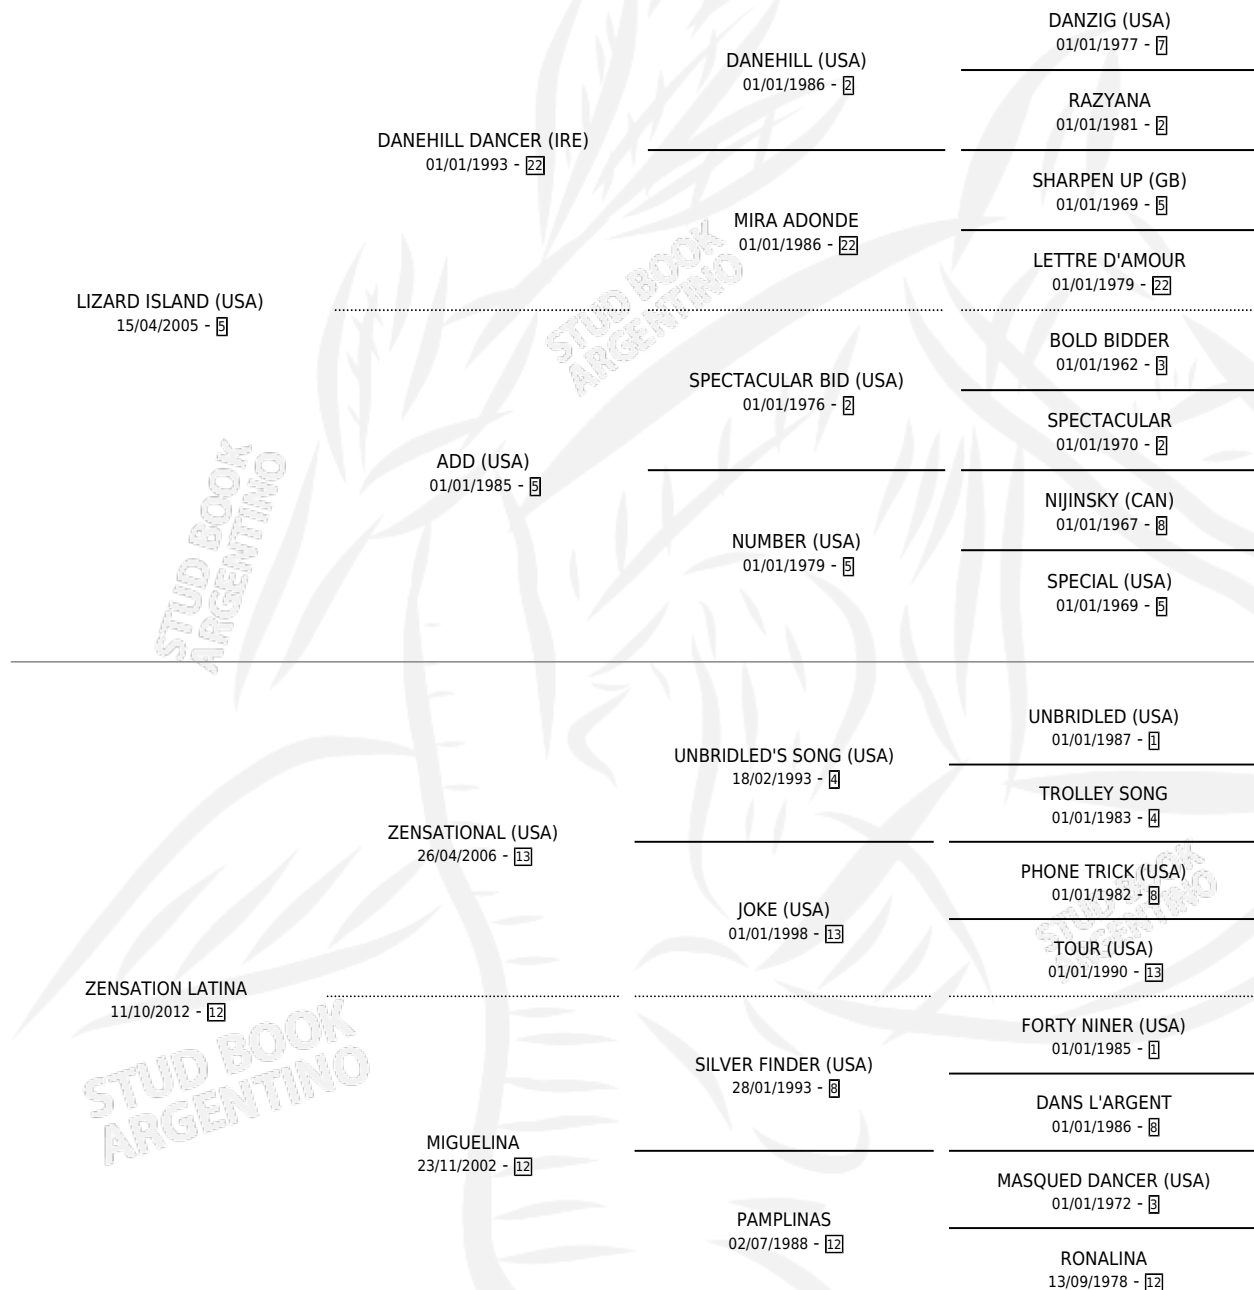 DANZIG (USA)
01/01/1977 - 7
DANEHILL (USA)
01/01/1986 - 2
RAZYANA
01/01/1981 - 2
DANEHILL DANCER (IRE)
01/01/1993 - 22
SHARPEN UP (GB)
01/01/1969 - 5
MIRA ADONDE
01/01/1986 - 22
LETTRE D'AMOUR
01/01/1979 - 22
LIZARD ISLAND (USA)
15/04/2005 - 5
STUD BOOK
ARGENTINO
BOLD BIDDER
01/01/1962 - 3
SPECTACULAR BID (USA)
01/01/1976 - 2
SPECTACULAR
01/01/1970 - 2
ADD (USA)
01/01/1985 - 5
NIJINSKY (CAN)
01/01/1967 - 8
NUMBER (USA)
01/01/1979 - 5
SPECIAL (USA)
01/01/1969 - 5
STUD BOOK
ARGENTINO
UNBRIDLED (USA)
01/01/1987 - 1
UNBRIDLED'S SONG (USA)
18/02/1993 - 4
TROLLEY SONG
01/01/1983 - 4
ZENSATIONAL (USA)
26/04/2006 - 13
PHONE TRICK (USA)
01/01/1982 - 8
JOKE (USA)
01/01/1998 - 13
STUD BOOK
ARGENTINO
TOUR (USA)
01/01/1990 - 13
ZENSATION LATINA
11/10/2012 - 12
FORTY NINER (USA)
01/01/1985 - 1
SILVER FINDER (USA)
28/01/1993 - 8
STUD BOOK
ARGENTINO
DANS L'ARGENT
01/01/1986 - 8
MIGUELINA
23/11/2002 - 12
MASQUED DANCER (USA)
01/01/1972 - 3
PAMPLINAS
02/07/1988 - 12
RONALINA
13/09/1978 - 12